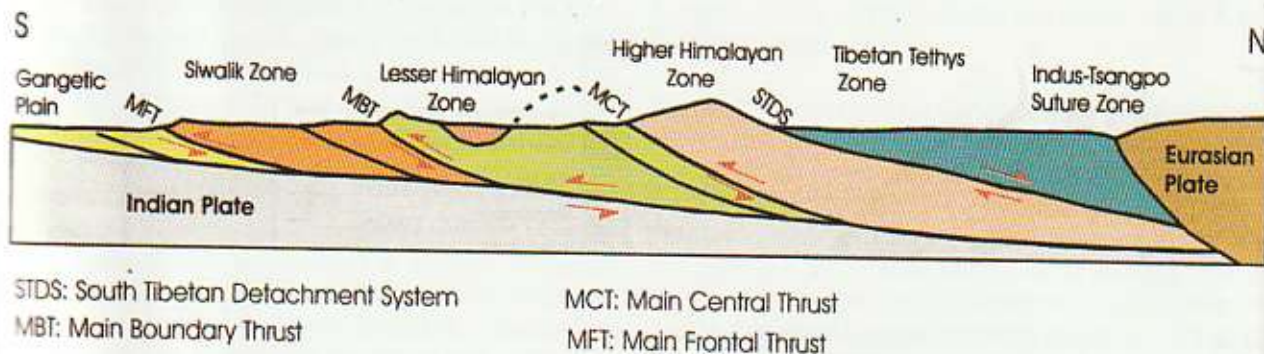 S
N
Gangetic
Plain
MFT
Siwalik Zone
MBT
Lesser Himalayan
Zone
MCT
Higher Himalayan
Zone
STDS
Tibetan Tethys
Zone
Indus-Tsangpo
Suture Zone
Eurasian
Plate
Indian Plate
STDS: South Tibetan Detachment System
MCT: Main Central Thrust
MBT: Main Boundary Thrust
MFT: Main Frontal Thrust